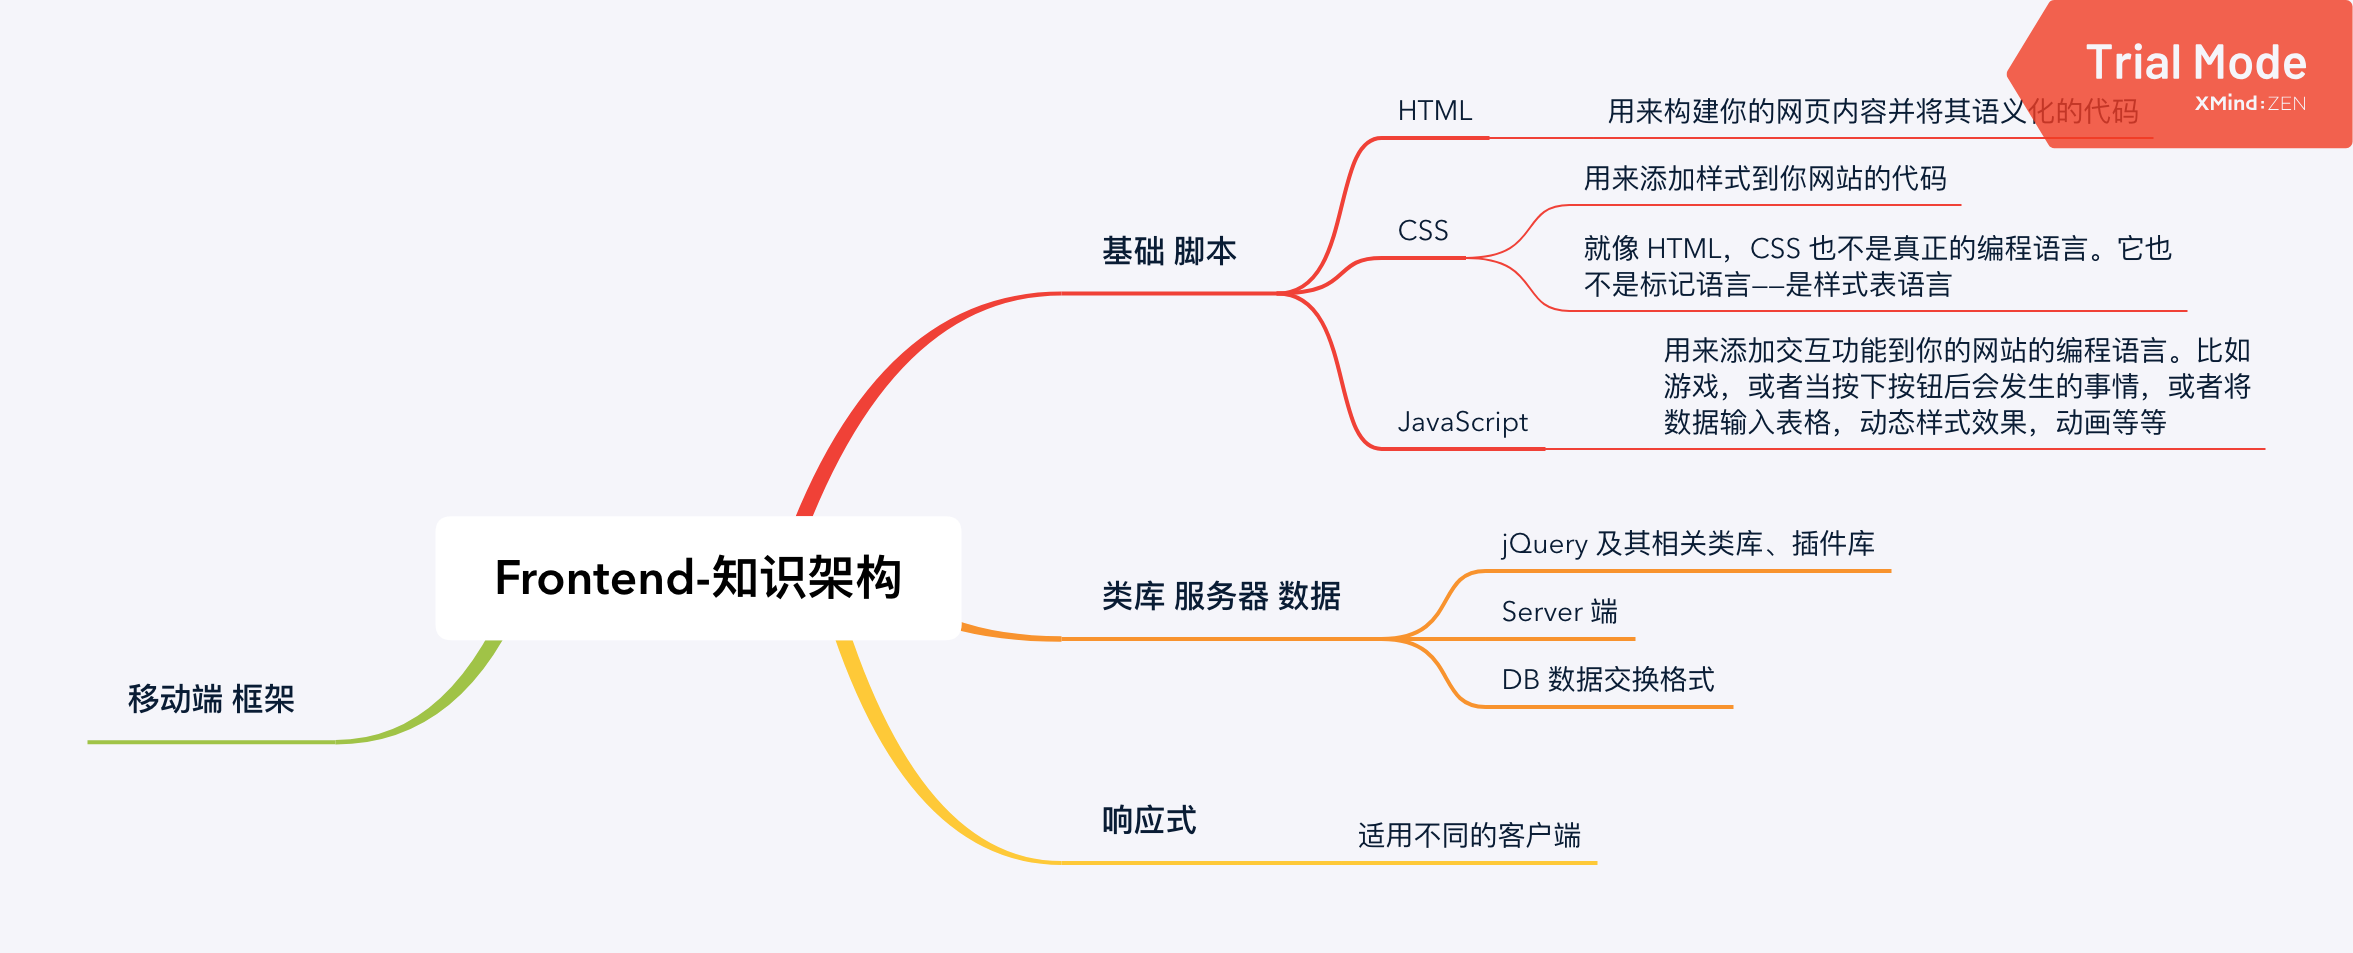 Trial Mode
XMind:ZEN
HTML
用来构建你的网页内容并将其语义化的代码
用来添加样式到你网站的代码
CSS
基础 脚本
就像 HTML，CSS 也不是真正的编程语言。它也
不是标记语言——是样式表语言
用来添加交互功能到你的网站的编程语言。比如
游戏，或者当按下按钮后会发生的事情，或者将
数据输入表格，动态样式效果，动画等等
JavaScript
Frontend-知识架构
jQuery 及其相关类库、插件库
类库 服务器 数据
Server 端
DB 数据交换格式
移动端 框架
响应式
适用不同的客户端